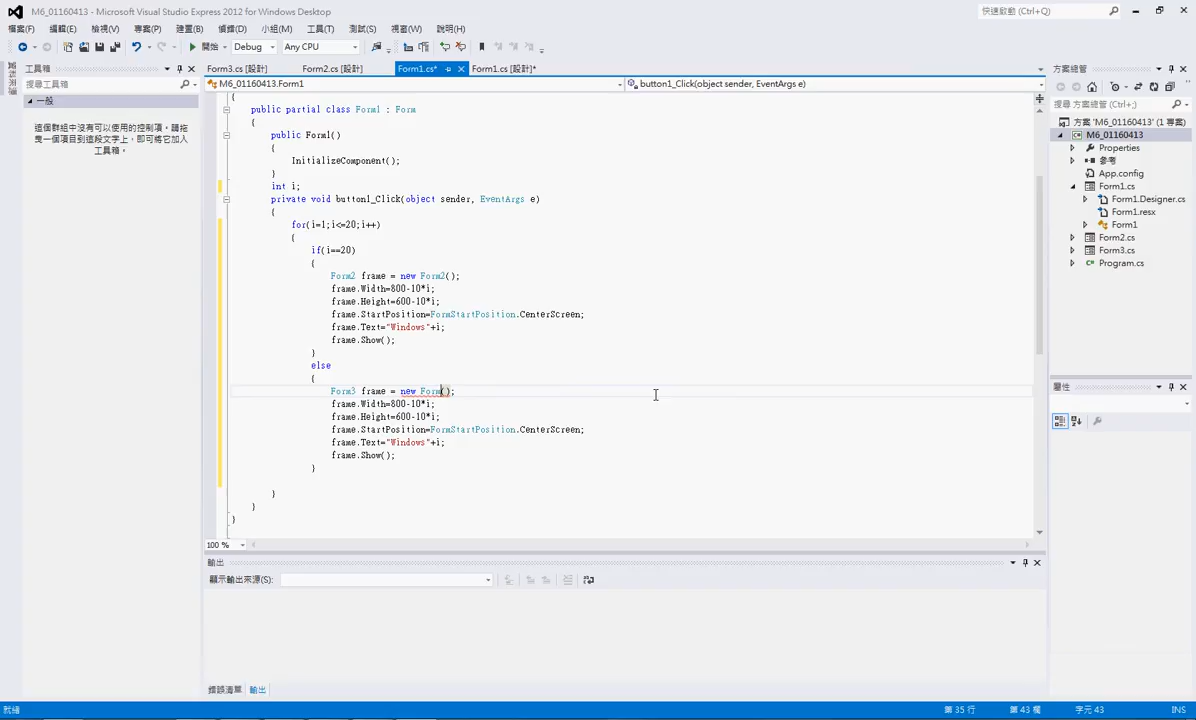 M6_01160413 - Microsoft Visual Studio Express 2012 for Windows Desktop
快速啟動 (Ctrl+Q)
檔案(F) 編輯(E) 檢視(V) 專案(P) 建置(B) 偵錯(D) 小組(M) 工具(T) 測試(S) 視窗(W) 說明(H)
開始 Debug Any CPU
工具箱
搜尋工具箱
一般
這個群組中沒有可以使用的控制項。請拖
曳一個項目到這段文字上，即可將它加入
工具箱。
Form3.cs [設計] Form2.cs [設計] Form1.cs* Form1.cs [設計]*
M6_01160413.Form1 button1_Click(object sender, EventArgs e)
{
public partial class Form1 : Form
{
public Form1()
{
InitializeComponent();
}
int i;
private void button1_Click(object sender, EventArgs e)
{
for(i=1;i<=20;i++)
{
if(i==20)
{
Form2 frame = new Form2();
frame.Width=800-10*i;
frame.Height=600-10*i;
frame.StartPosition=FormStartPosition.CenterScreen;
frame.Text="Windows"+i;
frame.Show();
}
else
{
Form3 frame = new Form();
frame.Width=800-10*i;
frame.Height=600-10*i;
frame.StartPosition=FormStartPosition.CenterScreen;
frame.Text="Windows"+i;
frame.Show();
}
}
}
}
100 %
輸出
顯示輸出來源(S):
錯誤清單 輸出
方案總管
搜尋 方案總管 (Ctrl+;)
方案 'M6_01160413' (1 專案)
M6_01160413
Properties
參考
App.config
Form1.cs
Form1.Designer.cs
Form1.resx
Form1
Form2.cs
Form3.cs
Program.cs
屬性
就緒 第 35 行 第 43 欄 字元 43 INS